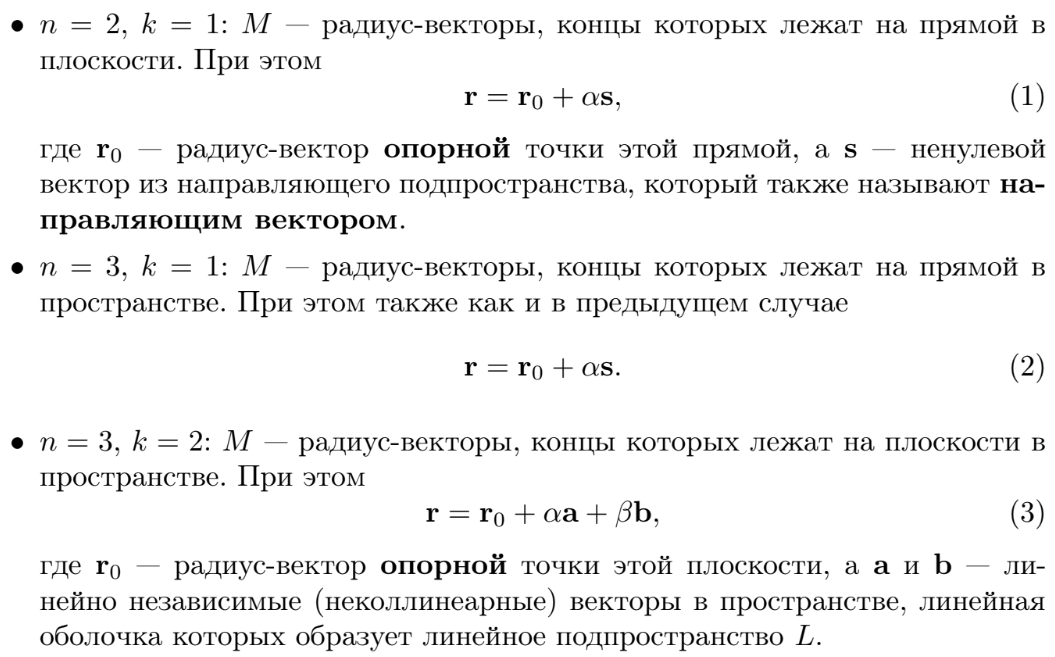 • n = 2, k = 1: M — радиус-векторы, концы которых лежат на прямой в
плоскости. При этом
r = r₀ + αs, (1)
где r₀ — радиус-вектор опорной точки этой прямой, а s — ненулевой
вектор из направляющего подпространства, который также называют на-
правляющим вектором.
• n = 3, k = 1: M — радиус-векторы, концы которых лежат на прямой в
пространстве. При этом также как и в предыдущем случае
r = r₀ + αs. (2)
• n = 3, k = 2: M — радиус-векторы, концы которых лежат на плоскости в
пространстве. При этом
r = r₀ + αa + βb, (3)
где r₀ — радиус-вектор опорной точки этой плоскости, а a и b — ли-
нейно независимые (неколлинеарные) векторы в пространстве, линейная
оболочка которых образует линейное подпространство L.